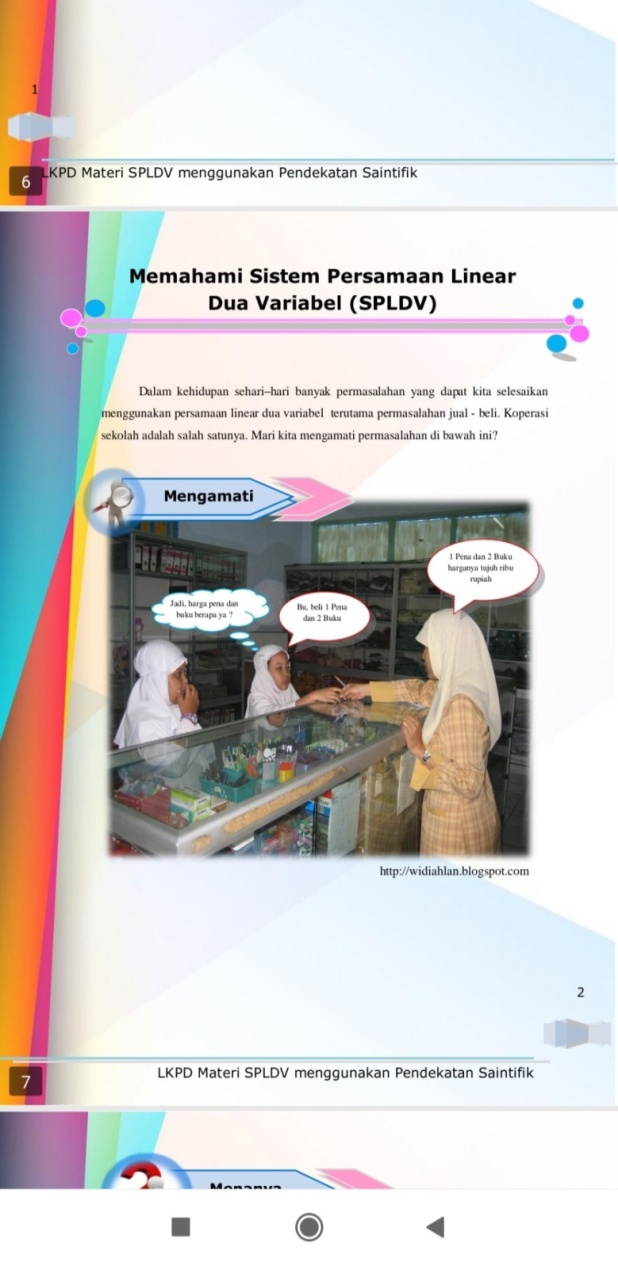 1
6
LKPD Materi SPLDV menggunakan Pendekatan Saintifik
Memahami Sistem Persamaan Linear
Dua Variabel (SPLDV)
Dalam kehidupan sehari–hari banyak permasalahan yang dapat kita selesaikan
menggunakan persamaan linear dua variabel terutama permasalahan jual - beli. Koperasi
sekolah adalah salah satunya. Mari kita mengamati permasalahan di bawah ini?
Mengamati
1 Pena dan 2 Buku
harganya tujuh ribu
rupiah
Jadi, harga pena dan
buku berapa ya ?
Bu, beli 1 Pena
dan 2 Buku
http://widiahlan.blogspot.com
2
7
LKPD Materi SPLDV menggunakan Pendekatan Saintifik
Menanya